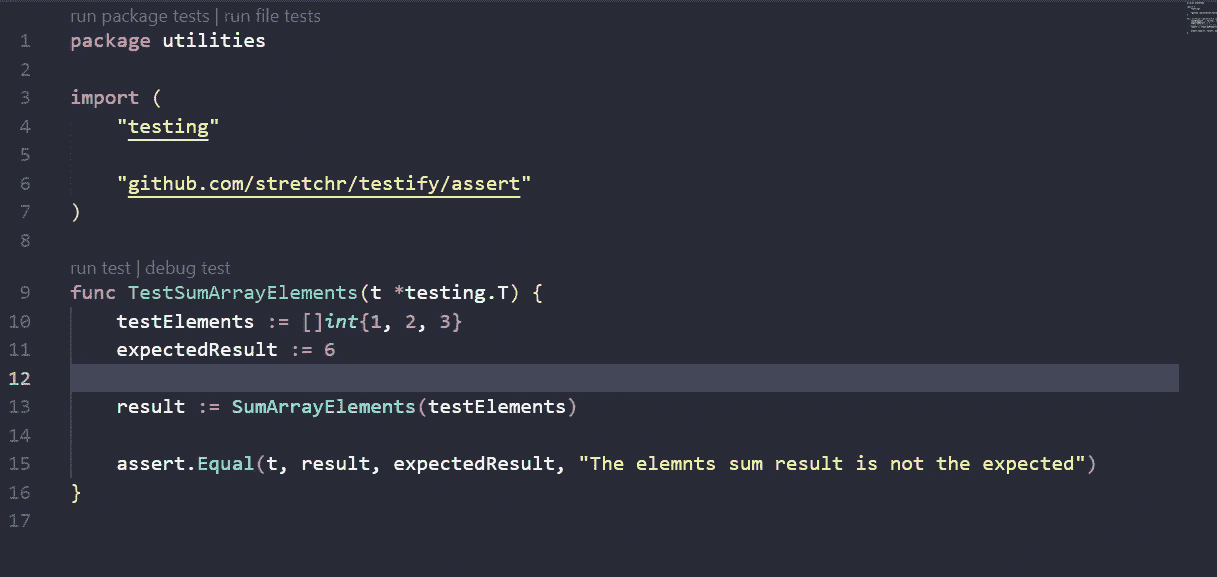 run package tests | run file tests
1 package utilities
2
3 import (
4 "testing"
5
6 "github.com/stretchr/testify/assert"
7 )
8
run test | debug test
9 func TestSumArrayElements(t *testing.T) {
10 testElements := []int{1, 2, 3}
11 expectedResult := 6
12
13 result := SumArrayElements(testElements)
14
15 assert.Equal(t, result, expectedResult, "The elemnts sum result is not the expected")
16 }
17